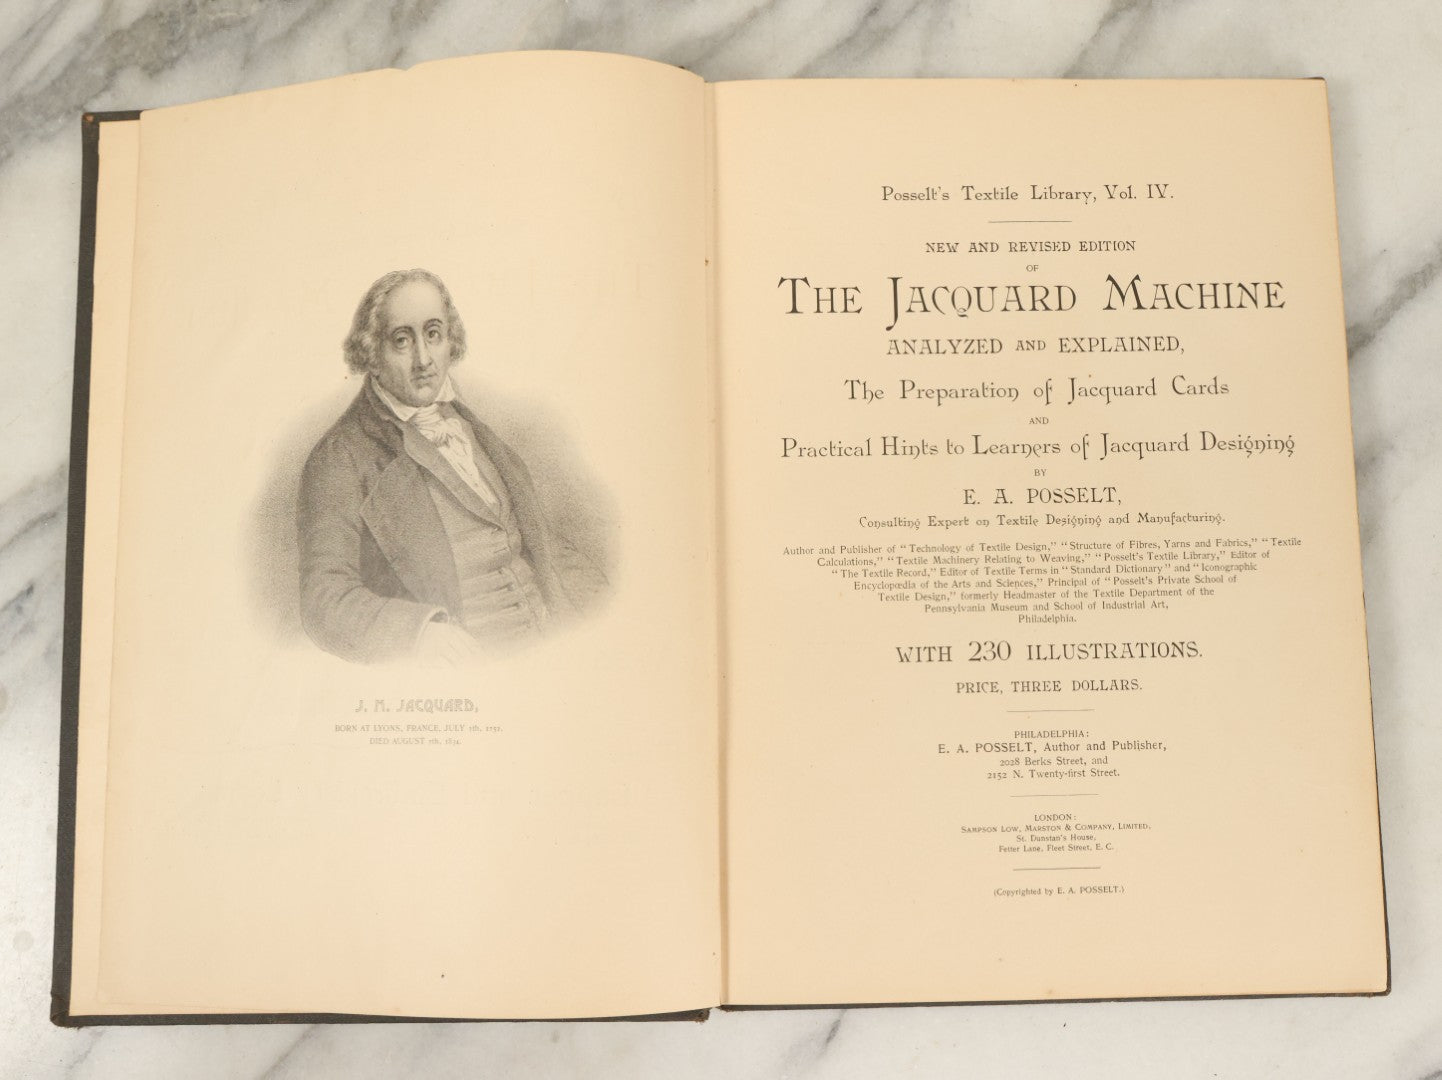 J. M. JACQUARD,
BORN AT LYONS, FRANCE, JULY 7th, 1752.
DIED AUGUST 7th, 1834.
Posselt's Textile Library, Vol. IV.
NEW AND REVISED EDITION
OF
THE JACQUARD MACHINE
ANALYZED AND EXPLAINED,
The Preparation of Jacquard Cards
AND
Practical Hints to Learners of Jacquard Designing
BY
E. A. POSSELT,
Consulting Expert on Textile Designing and Manufacturing.
Author and Publisher of "Technology of Textile Design," "Structure of Fibres, Yarns and Fabrics," "Textile
Calculations," "Textile Machinery Relating to Weaving," "Posselt's Textile Library," Editor of
"The Textile Record," Editor of Textile Terms in "Standard Dictionary" and "Iconographic
Encyclopœdia of the Arts and Sciences," Principal of "Posselt's Private School of
Textile Design," formerly Headmaster of the Textile Department of the
Pennsylvania Museum and School of Industrial Art,
Philadelphia.
WITH 230 ILLUSTRATIONS.
PRICE, THREE DOLLARS.
PHILADELPHIA:
E. A. POSSELT, Author and Publisher,
2028 Berks Street, and
2152 N. Twenty-first Street.
LONDON:
SAMPSON LOW, MARSTON & COMPANY, LIMITED,
St. Dunstan's House,
Fetter Lane, Fleet Street, E. C.
(Copyrighted by E. A. POSSELT.)